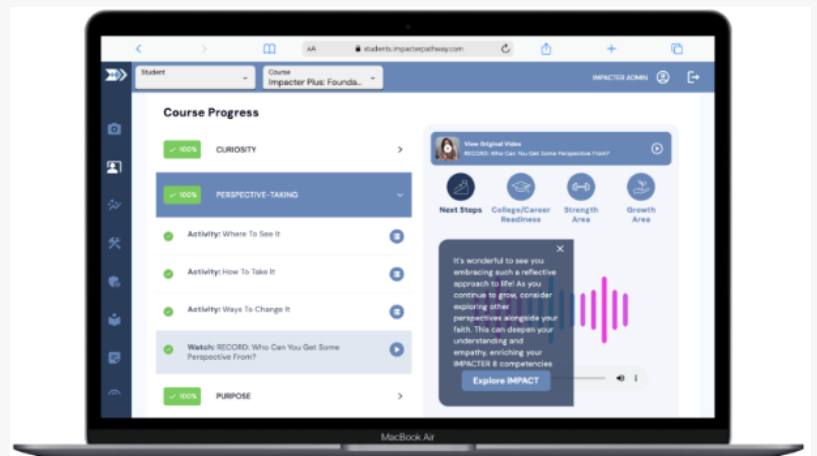 AA
students.impacterpathway.com
Student
Course
Impacter Plus: Founda...
IMPACTER ADMIN
Course Progress
✓ 100%
CURIOSITY
✓ 100%
PERSPECTIVE-TAKING
Activity: Where To See It
Activity: How To Take It
Activity: Ways To Change It
Watch: RECORD: Who Can You Get Some
Perspective From?
✓ 100%
PURPOSE
View Original Video
RECORD: Who Can You Get Some Perspective From?
Next Steps
College/Career
Readiness
Strength
Area
Growth
Area
It's wonderful to see you
embracing such a reflective
approach to life! As you
continue to grow, consider
exploring other
perspectives alongside your
faith. This can deepen your
understanding and
empathy, enriching your
IMPACTER 8 competencies
Explore IMPACT
MacBook Air